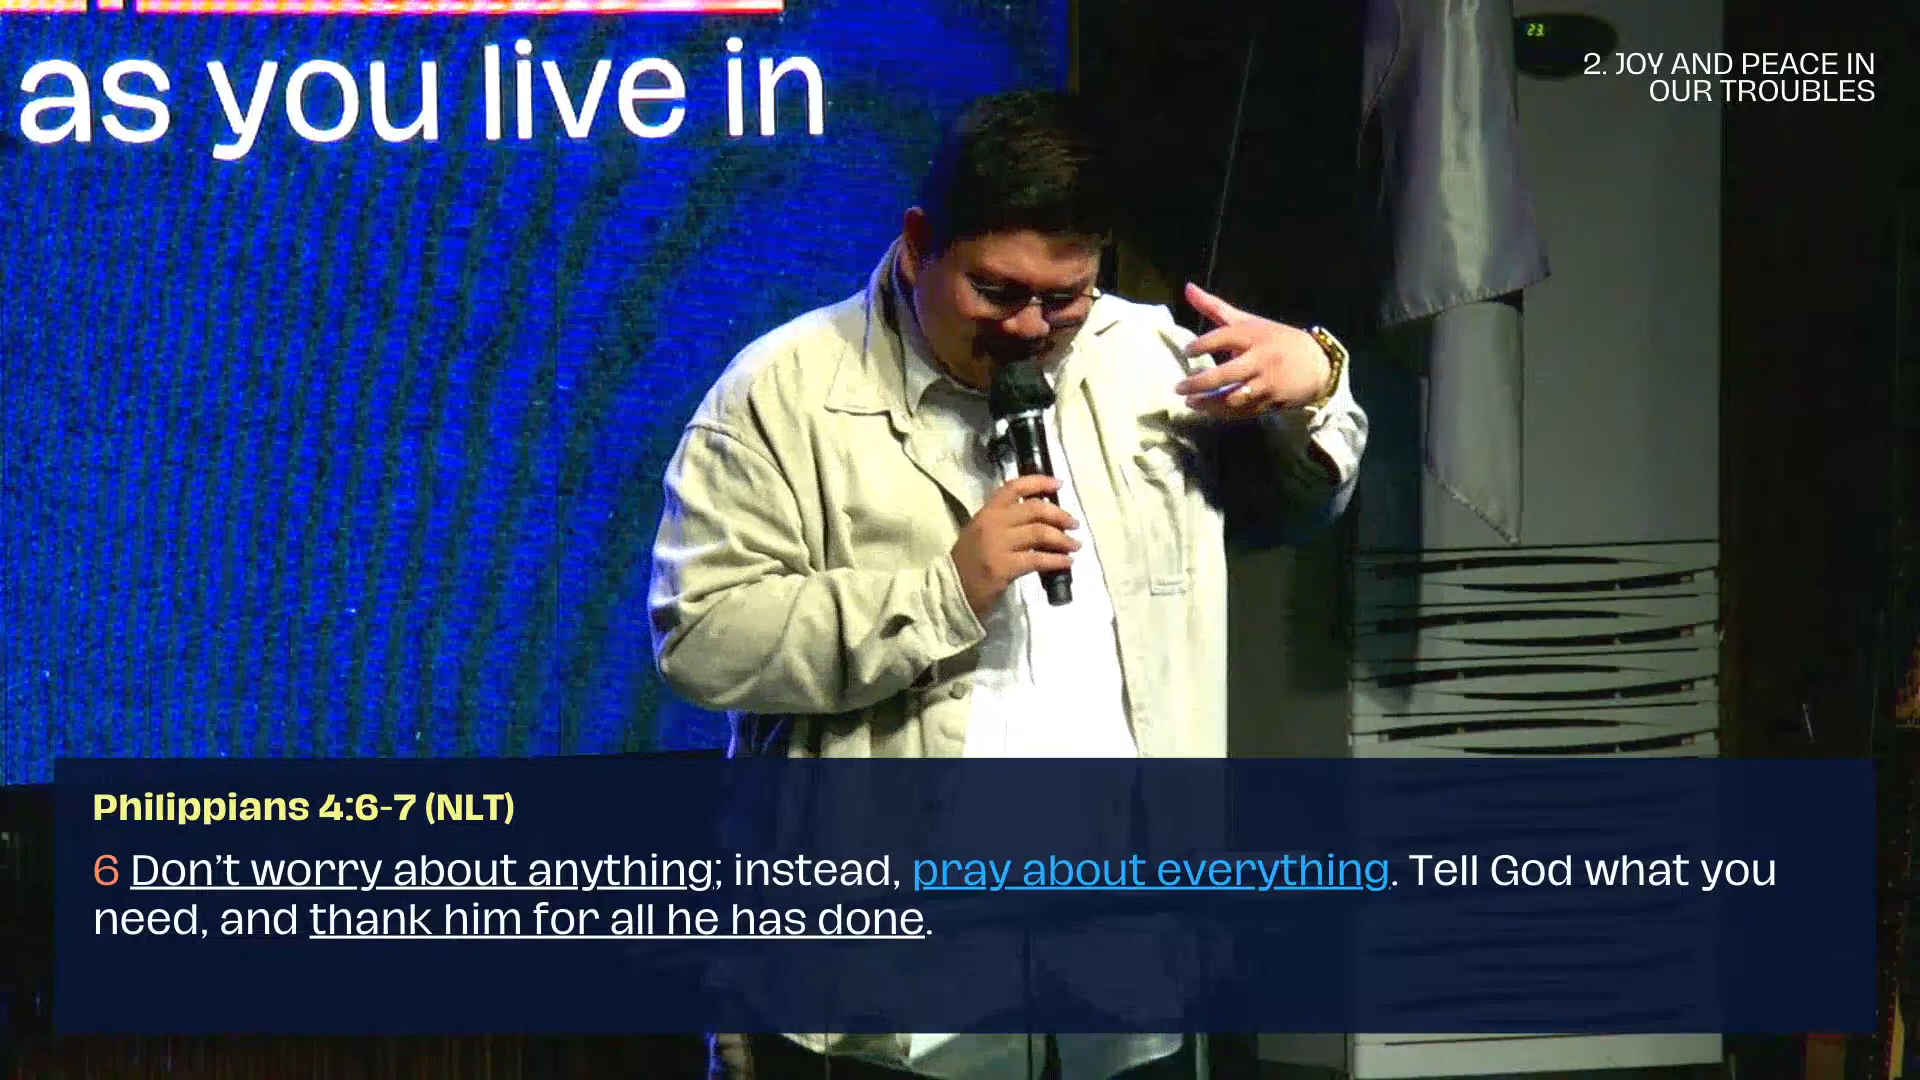 as you live in
23.
2. JOY AND PEACE IN
OUR TROUBLES
Philippians 4:6-7 (NLT)
6 Don’t worry about anything; instead, pray about everything. Tell God what you
need, and thank him for all he has done.